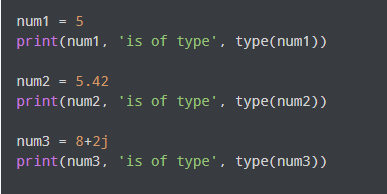 num1 = 5
print(num1, 'is of type', type(num1))
num2 = 5.42
print(num2, 'is of type', type(num2))
num3 = 8+2j
print(num3, 'is of type', type(num3))